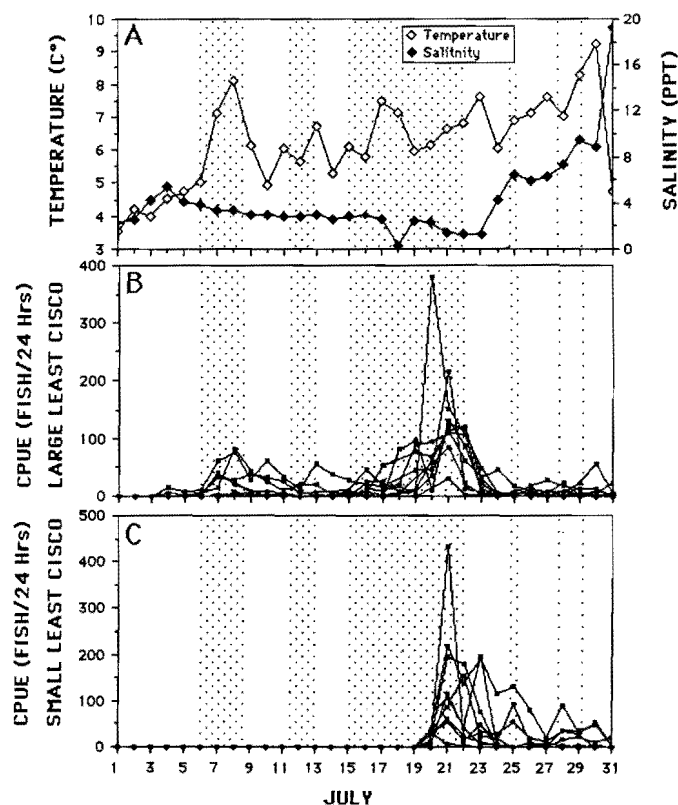 A
Temperature
Salinity
TEMPERATURE (C°)
10
9
8
7
6
5
4
3
SALINITY (PPT)
20
16
12
8
4
0
B
CPUE (FISH/24 Hrs)
LARGE LEAST CISCO
400
300
200
100
0
C
CPUE (FISH/24 Hrs)
SMALL LEAST CISCO
500
400
300
200
100
0
1 3 5 7 9 11 13 15 17 19 21 23 25 27 29 31
JULY